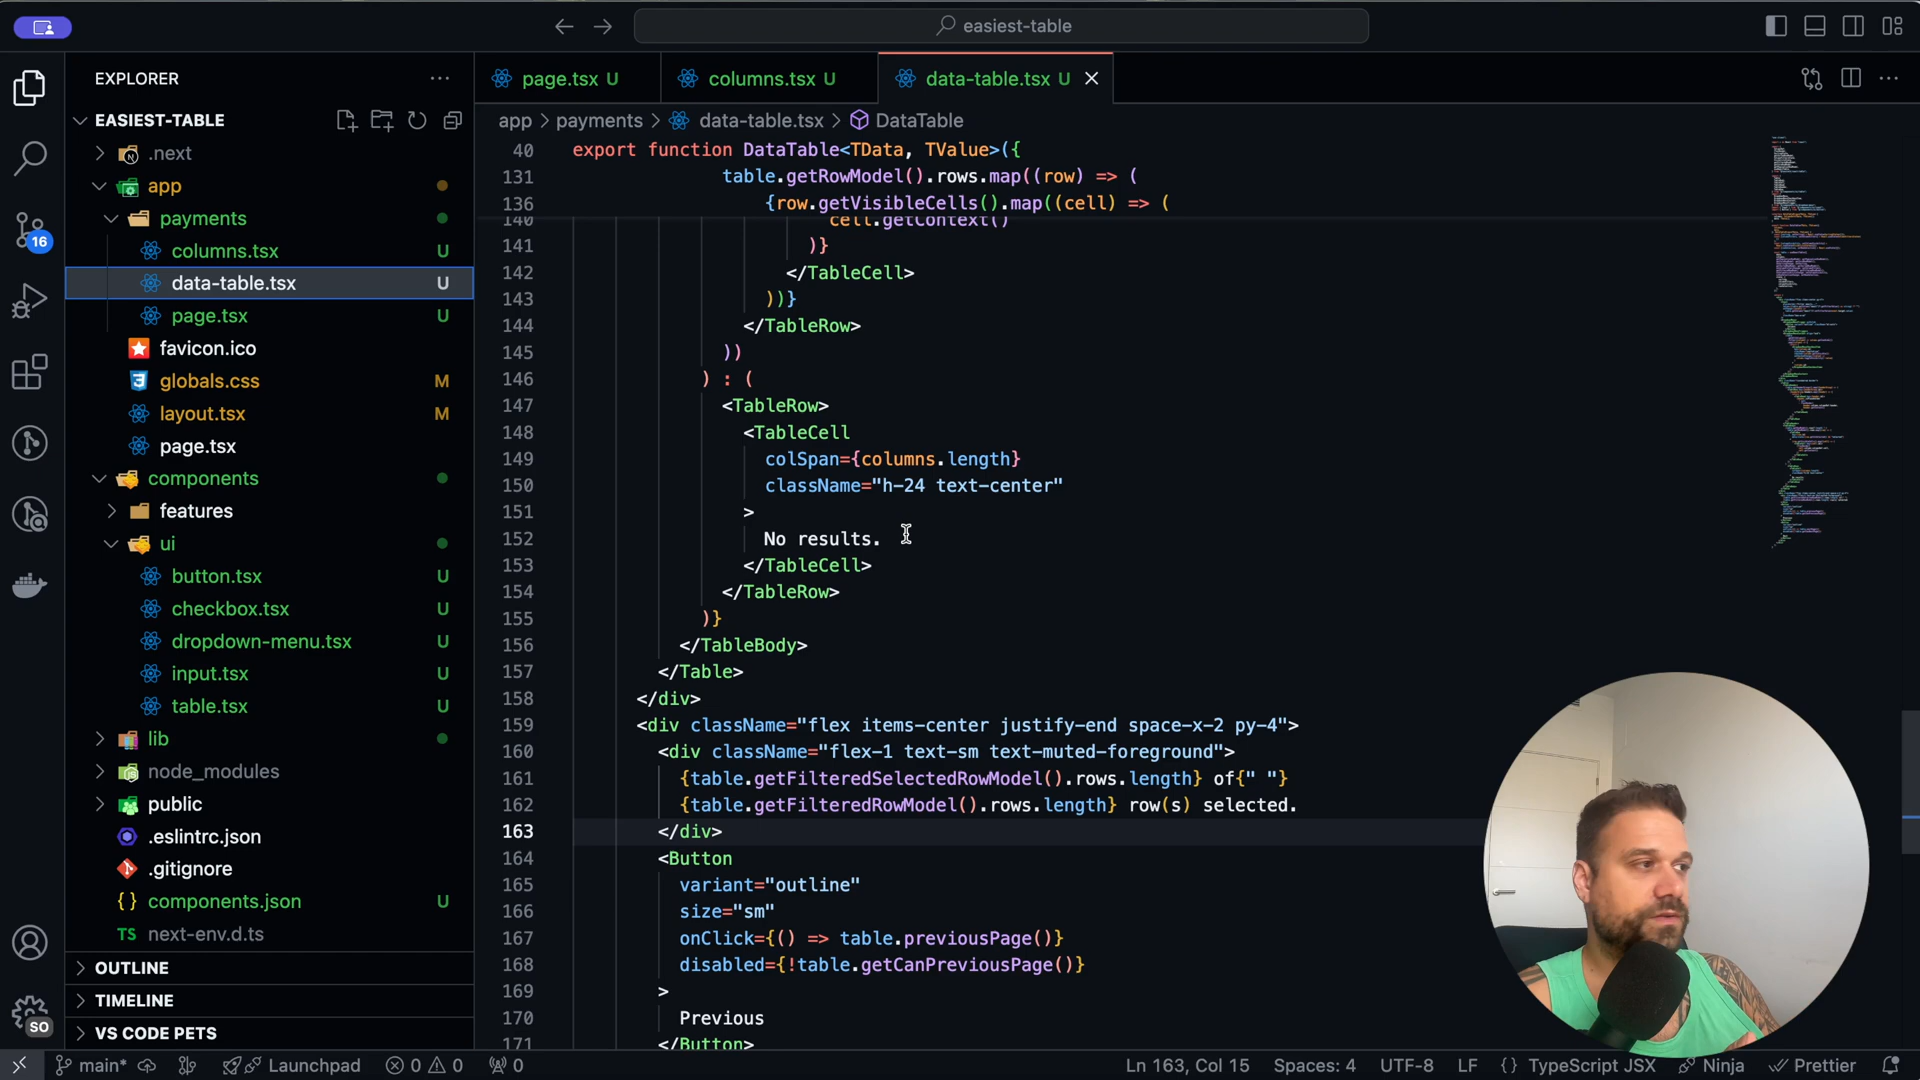 easiest-table
EXPLORER
page.tsx U
columns.tsx U
data-table.tsx U
EASIEST-TABLE
app > payments > data-table.tsx > DataTable
.next
app
payments
columns.tsx U
data-table.tsx U
page.tsx U
favicon.ico
globals.css M
layout.tsx M
page.tsx
components
features
ui
button.tsx U
checkbox.tsx U
dropdown-menu.tsx U
input.tsx U
table.tsx U
lib
node_modules
public
.eslintrc.json
.gitignore
{} components.json U
TS next-env.d.ts
OUTLINE
TIMELINE
VS CODE PETS
16
SO
40 export function DataTable<TData, TValue>({
131 table.getRowModel().rows.map((row) => (
136 {row.getVisibleCells().map((cell) => (
140 cell.getContext()
141 )}
142 </TableCell>
143 ))}
144 </TableRow>
145 ))
146 ) : (
147 <TableRow>
148 <TableCell
149 colSpan={columns.length}
150 className="h-24 text-center"
151 >
152 No results.
153 </TableCell>
154 </TableRow>
155 )}
156 </TableBody>
157 </Table>
158 </div>
159 <div className="flex items-center justify-end space-x-2 py-4">
160 <div className="flex-1 text-sm text-muted-foreground">
161 {table.getFilteredSelectedRowModel().rows.length} of{" "}
162 {table.getFilteredRowModel().rows.length} row(s) selected.
163 </div>
164 <Button
165 variant="outline"
166 size="sm"
167 onClick={() => table.previousPage()}
168 disabled={!table.getCanPreviousPage()}
169 >
170 Previous
171 </Button>
main* Launchpad 0 0 0 Ln 163, Col 15 Spaces: 4 UTF-8 LF {} TypeScript JSX Ninja Prettier